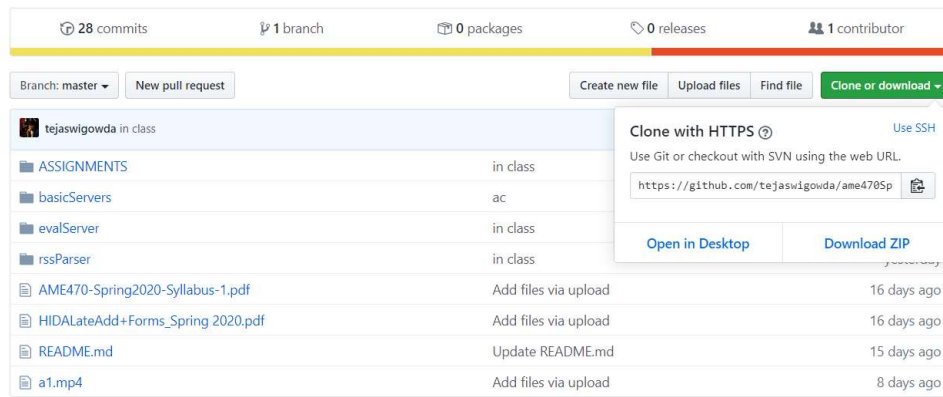 28 commits 1 branch 0 packages 0 releases 1 contributor
Branch: master New pull request Create new file Upload files Find file Clone or download
tejaswigowda in class
Clone with HTTPS Use SSH
Use Git or checkout with SVN using the web URL.
https://github.com/tejaswigowda/ame470Sp
Open in Desktop Download ZIP
ASSIGNMENTS in class
basicServers ac
evalServer in class
rssParser in class yesterday
AME470-Spring2020-Syllabus-1.pdf Add files via upload 16 days ago
HIDALateAdd+Forms_Spring 2020.pdf Add files via upload 16 days ago
README.md Update README.md 15 days ago
a1.mp4 Add files via upload 8 days ago